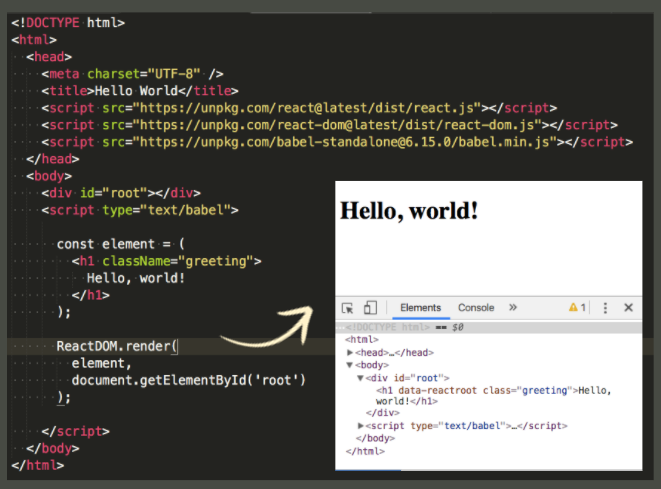 <!DOCTYPE html>
<html>
<head>
<meta charset="UTF-8" />
<title>Hello World</title>
<script src="https://unpkg.com/react@latest/dist/react.js"></script>
<script src="https://unpkg.com/react-dom@latest/dist/react-dom.js"></script>
<script src="https://unpkg.com/babel-standalone@6.15.0/babel.min.js"></script>
</head>
<body>
<div id="root"></div>
<script type="text/babel">
const element = (
<h1 className="greeting">
Hello, world!
</h1>
);
ReactDOM.render(
element,
document.getElementById('root')
);
</script>
</body>
</html>
Hello, world!
Elements Console » 1
<!DOCTYPE html> == $0
<html>
<head>…</head>
<body>
<div id="root">
<h1 data-reactroot class="greeting">Hello,
world!</h1>
</div>
<script type="text/babel">…</script>
</body>
</html>